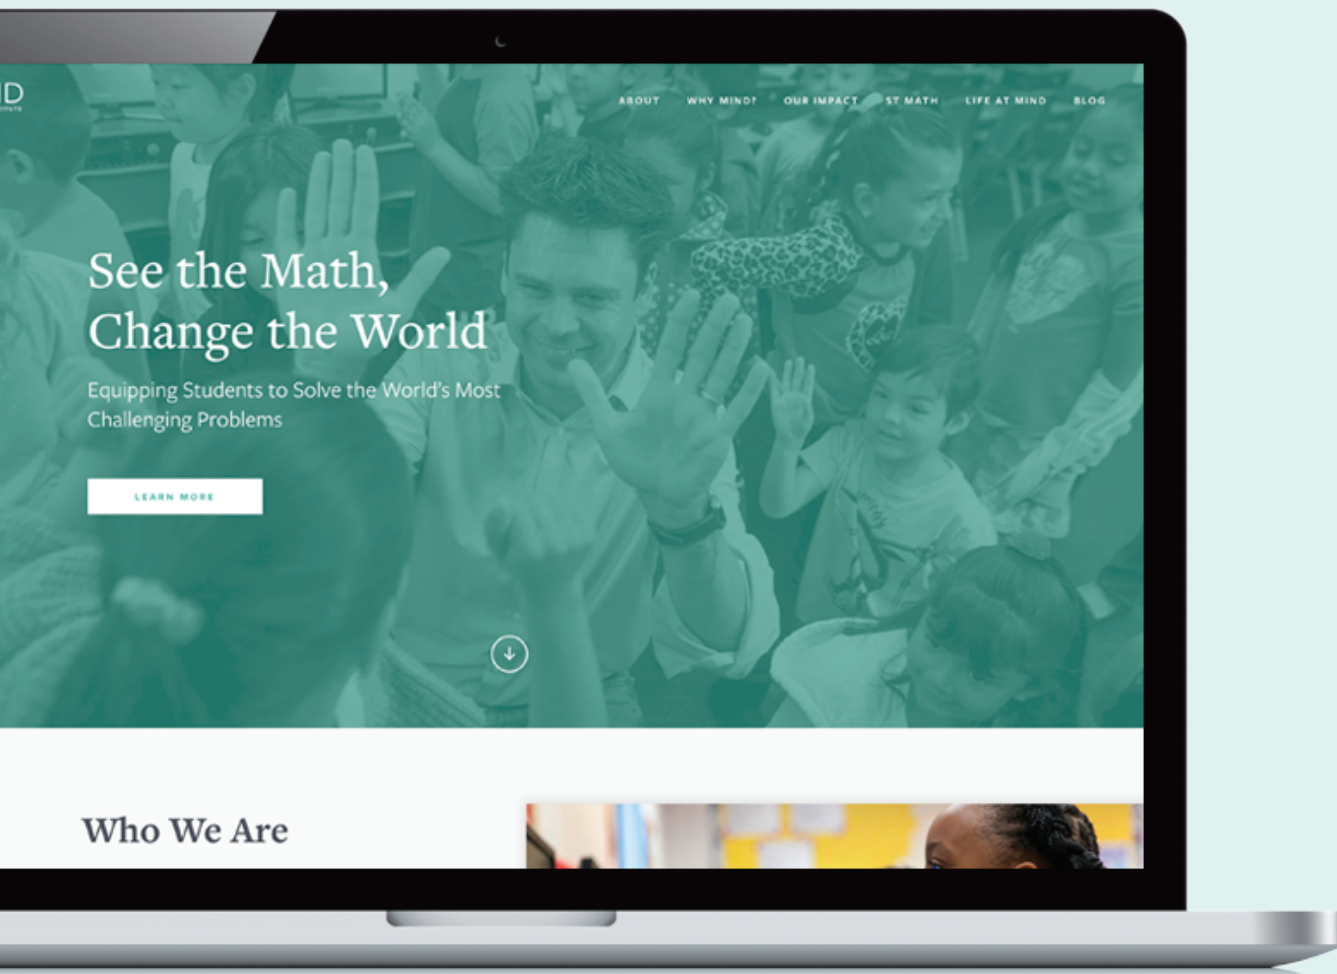 ABOUT WHY MIND? OUR IMPACT ST MATH LIFE AT MIND BLOG
See the Math,
Change the World
Equipping Students to Solve the World's Most
Challenging Problems
LEARN MORE
Who We Are